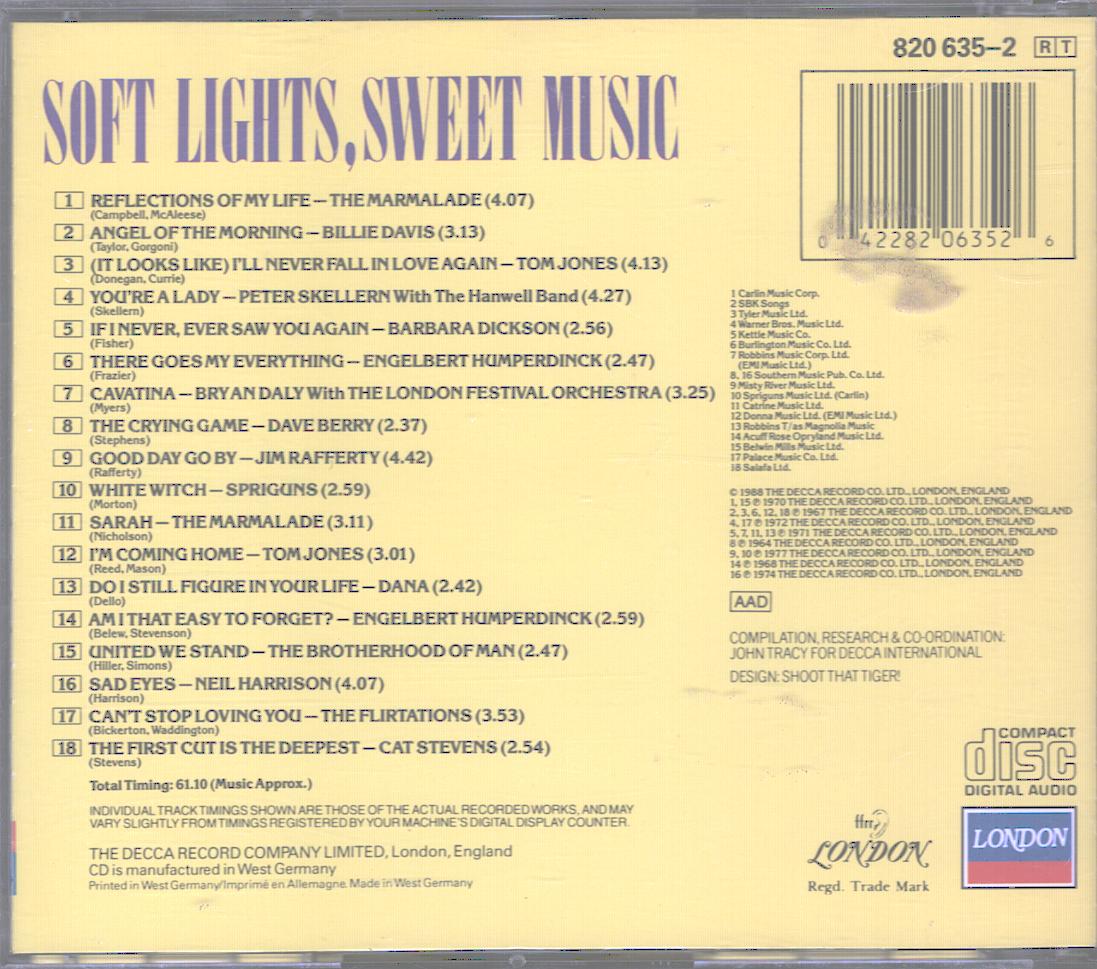 820 635–2 RT
SOFT LIGHTS, SWEET MUSIC
0 42282 06352 6
1 REFLECTIONS OF MY LIFE – THE MARMALADE (4.07)
(Campbell, McAleese)
2 ANGEL OF THE MORNING – BILLIE DAVIS (3.13)
(Taylor, Gorgoni)
3 (IT LOOKS LIKE) I'LL NEVER FALL IN LOVE AGAIN – TOM JONES (4.13)
(Donegan, Currie)
4 YOU'RE A LADY – PETER SKELLERN With The Hanwell Band (4.27)
(Skellern)
5 IF I NEVER, EVER SAW YOU AGAIN – BARBARA DICKSON (2.56)
(Fisher)
6 THERE GOES MY EVERYTHING – ENGELBERT HUMPERDINCK (2.47)
(Frazier)
7 CAVATINA – BRYAN DALY With THE LONDON FESTIVAL ORCHESTRA (3.25)
(Myers)
8 THE CRYING GAME – DAVE BERRY (2.37)
(Stephens)
9 GOOD DAY GO BY – JIM RAFFERTY (4.42)
(Rafferty)
10 WHITE WITCH – SPRIGUNS (2.59)
(Morton)
11 SARAH – THE MARMALADE (3.11)
(Nicholson)
12 I'M COMING HOME – TOM JONES (3.01)
(Reed, Mason)
13 DO I STILL FIGURE IN YOUR LIFE – DANA (2.42)
(Dello)
14 AM I THAT EASY TO FORGET? – ENGELBERT HUMPERDINCK (2.59)
(Belew, Stevenson)
15 UNITED WE STAND – THE BROTHERHOOD OF MAN (2.47)
(Hiller, Simons)
16 SAD EYES – NEIL HARRISON (4.07)
(Harrison)
17 CAN'T STOP LOVING YOU – THE FLIRTATIONS (3.53)
(Bickerton, Waddington)
18 THE FIRST CUT IS THE DEEPEST – CAT STEVENS (2.54)
(Stevens)
Total Timing: 61.10 (Music Approx.)
INDIVIDUAL TRACK TIMINGS SHOWN ARE THOSE OF THE ACTUAL RECORDED WORKS, AND MAY
VARY SLIGHTLY FROM TIMINGS REGISTERED BY YOUR MACHINE'S DIGITAL DISPLAY COUNTER.
THE DECCA RECORD COMPANY LIMITED, London, England
CD is manufactured in West Germany
Printed in West Germany/Imprimé en Allemagne. Made in West Germany
1 Carlin Music Corp.
2 SBK Songs
3 Tyler Music Ltd.
4 Warner Bros. Music Ltd.
5 Kettle Music Co.
6 Burlington Music Co. Ltd.
7 Robbins Music Corp. Ltd.
(EMI Music Ltd.)
8, 16 Southern Music Pub. Co. Ltd.
9 Misty River Music Ltd.
10 Spriguns Music Ltd. (Carlin)
11 Catrine Music Ltd.
12 Donna Music Ltd. (EMI Music Ltd.)
13 Robbins T/as Magnolia Music
14 Acuff Rose Opryland Music Ltd.
15 Belwin Mills Music Ltd.
17 Palace Music Co. Ltd.
18 Salafa Ltd.
© 1988 THE DECCA RECORD CO. LTD., LONDON, ENGLAND
1, 15 ℗ 1970 THE DECCA RECORD CO. LTD., LONDON, ENGLAND
2, 3, 6, 12, 18 ℗ 1967 THE DECCA RECORD CO. LTD., LONDON, ENGLAND
4, 17 ℗ 1972 THE DECCA RECORD CO. LTD., LONDON, ENGLAND
5, 7, 11, 13 ℗ 1971 THE DECCA RECORD CO. LTD., LONDON, ENGLAND
8 ℗ 1964 THE DECCA RECORD CO. LTD., LONDON, ENGLAND
9, 10 ℗ 1977 THE DECCA RECORD CO. LTD., LONDON, ENGLAND
14 ℗ 1968 THE DECCA RECORD CO. LTD., LONDON, ENGLAND
16 ℗ 1974 THE DECCA RECORD CO. LTD., LONDON, ENGLAND
AAD
COMPILATION, RESEARCH & CO-ORDINATION:
JOHN TRACY FOR DECCA INTERNATIONAL
DESIGN: SHOOT THAT TIGER!
COMPACT
disc
DIGITAL AUDIO
ffrr
LONDON
Regd. Trade Mark
LONDON